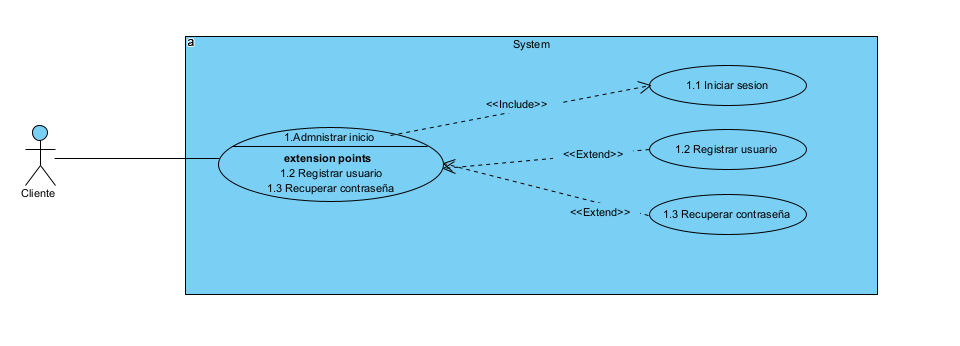 a
System
1.1 Iniciar sesion
<<Include>>
1.Admnistrar inicio
extension points
1.2 Registrar usuario
1.3 Recuperar contraseña
<<Extend>>
1.2 Registrar usuario
<<Extend>>
1.3 Recuperar contraseña
Cliente